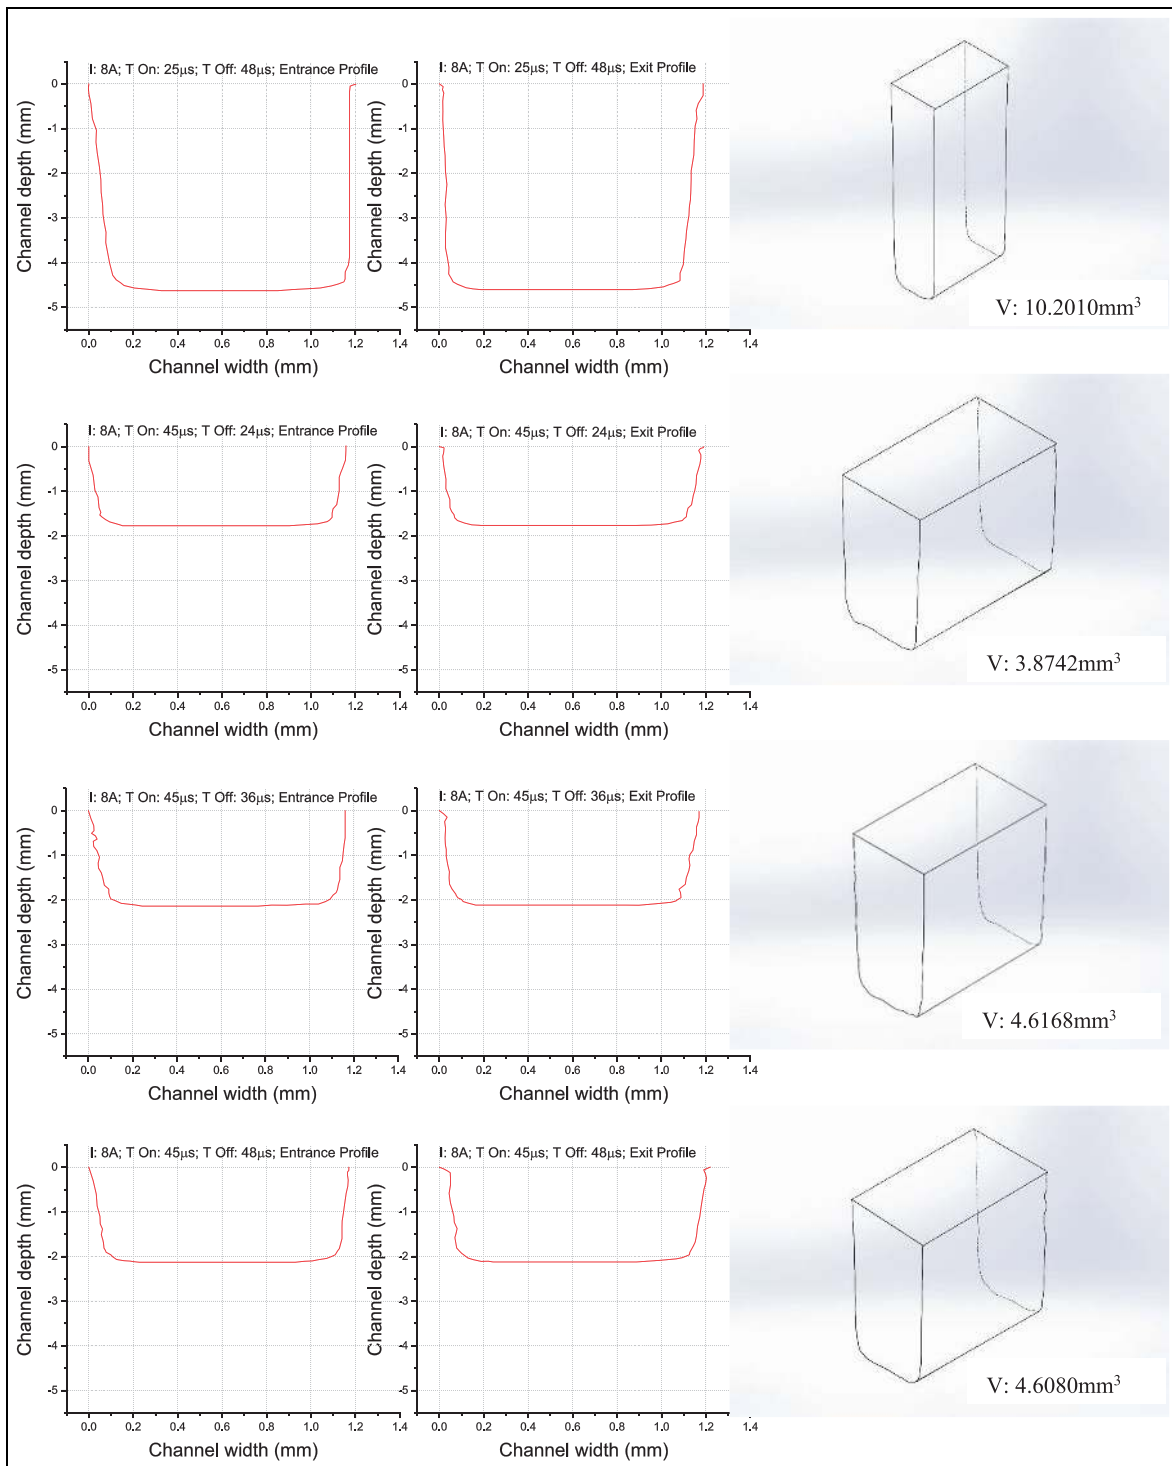 I: 8A; T On: 25μs; T Off: 48μs; Entrance Profile
Channel depth (mm)
0
-1
-2
-3
-4
-5
0.0 0.2 0.4 0.6 0.8 1.0 1.2 1.4
Channel width (mm)
I: 8A; T On: 25μs; T Off: 48μs; Exit Profile
Channel depth (mm)
0
-1
-2
-3
-4
-5
0.0 0.2 0.4 0.6 0.8 1.0 1.2 1.4
Channel width (mm)
V: 10.2010mm³
I: 8A; T On: 45μs; T Off: 24μs; Entrance Profile
Channel depth (mm)
0
-1
-2
-3
-4
-5
0.0 0.2 0.4 0.6 0.8 1.0 1.2 1.4
Channel width (mm)
I: 8A; T On: 45μs; T Off: 24μs; Exit Profile
Channel depth (mm)
0
-1
-2
-3
-4
-5
0.0 0.2 0.4 0.6 0.8 1.0 1.2 1.4
Channel width (mm)
V: 3.8742mm³
I: 8A; T On: 45μs; T Off: 36μs; Entrance Profile
Channel depth (mm)
0
-1
-2
-3
-4
-5
0.0 0.2 0.4 0.6 0.8 1.0 1.2 1.4
Channel width (mm)
I: 8A; T On: 45μs; T Off: 36μs; Exit Profile
Channel depth (mm)
0
-1
-2
-3
-4
-5
0.0 0.2 0.4 0.6 0.8 1.0 1.2 1.4
Channel width (mm)
V: 4.6168mm³
I: 8A; T On: 45μs; T Off: 48μs; Entrance Profile
Channel depth (mm)
0
-1
-2
-3
-4
-5
0.0 0.2 0.4 0.6 0.8 1.0 1.2 1.4
Channel width (mm)
I: 8A; T On: 45μs; T Off: 48μs; Exit Profile
Channel depth (mm)
0
-1
-2
-3
-4
-5
0.0 0.2 0.4 0.6 0.8 1.0 1.2 1.4
Channel width (mm)
V: 4.6080mm³